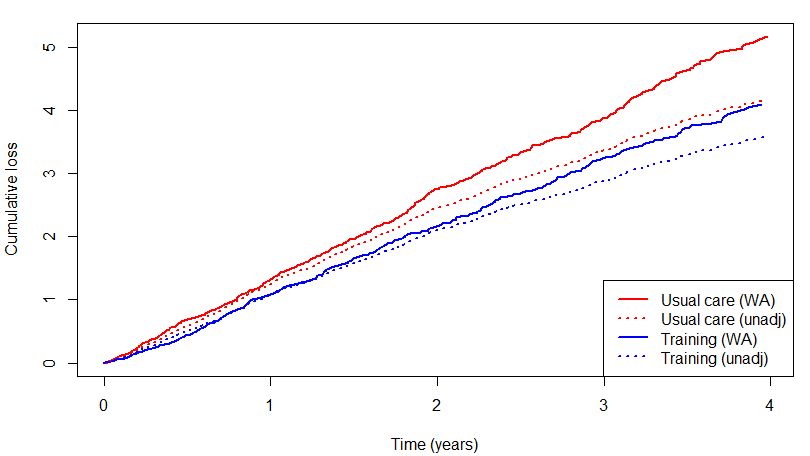 Cumulative loss
5
4
3
2
1
0
Usual care (WA)
Usual care (unadj)
Training (WA)
Training (unadj)
0 1 2 3 4
Time (years)